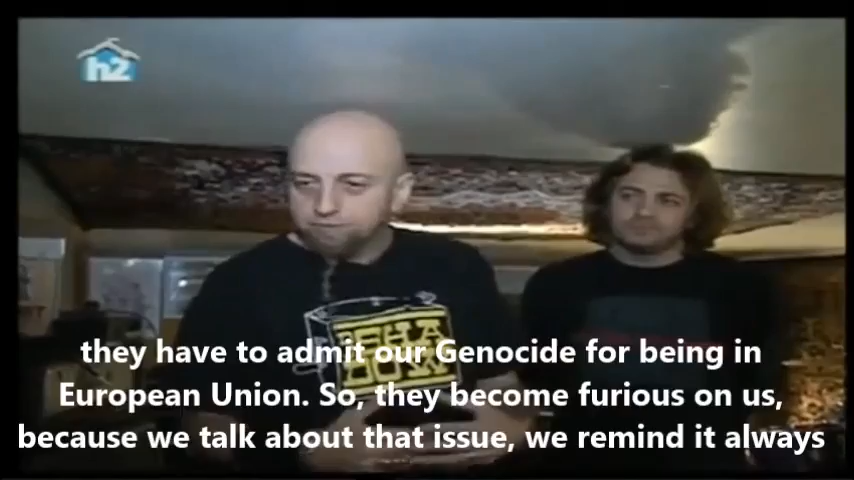 h2
they have to admit our Genocide for being in
European Union. So, they become furious on us,
because we talk about that issue, we remind it always